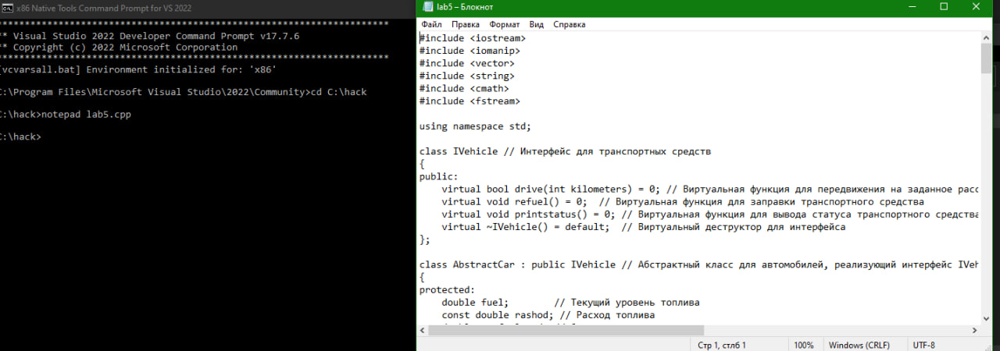 x86 Native Tools Command Prompt for VS 2022
**********************************************************************
** Visual Studio 2022 Developer Command Prompt v17.7.6
** Copyright (c) 2022 Microsoft Corporation
**********************************************************************
[vcvarsall.bat] Environment initialized for: 'x86'
C:\Program Files\Microsoft Visual Studio\2022\Community>cd C:\hack
C:\hack>notepad lab5.cpp
C:\hack>
lab5 – Блокнот
Файл Правка Формат Вид Справка
#include <iostream>
#include <iomanip>
#include <vector>
#include <string>
#include <cmath>
#include <fstream>
using namespace std;
class IVehicle // Интерфейс для транспортных средств
{
public:
    virtual bool drive(int kilometers) = 0; // Виртуальная функция для передвижения на заданное расс
    virtual void refuel() = 0;  // Виртуальная функция для заправки транспортного средства
    virtual void printstatus() = 0; // Виртуальная функция для вывода статуса транспортного средства
    virtual ~IVehicle() = default;  // Виртуальный деструктор для интерфейса
};
class AbstractCar : public IVehicle // Абстрактный класс для автомобилей, реализующий интерфейс IVeh
{
protected:
    double fuel;        // Текущий уровень топлива
    const double rashod; // Расход топлива
Стр 1, стлб 1 100% Windows (CRLF) UTF-8